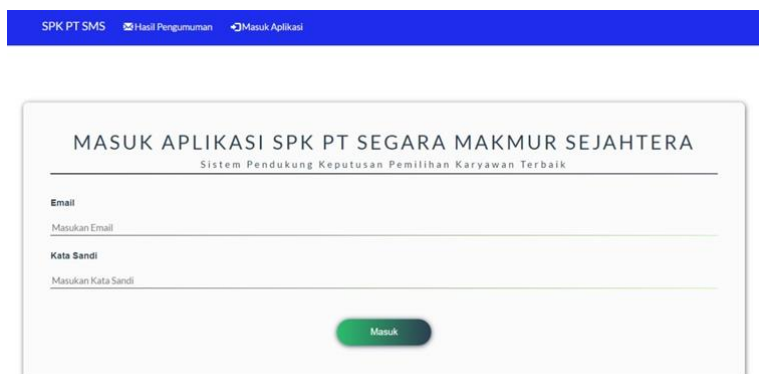 SPK PT SMS Hasil Pengumuman Masuk Aplikasi
MASUK APLIKASI SPK PT SEGARA MAKMUR SEJAHTERA
Sistem Pendukung Keputusan Pemilihan Karyawan Terbaik
Email
Masukan Email
Kata Sandi
Masukan Kata Sandi
Masuk